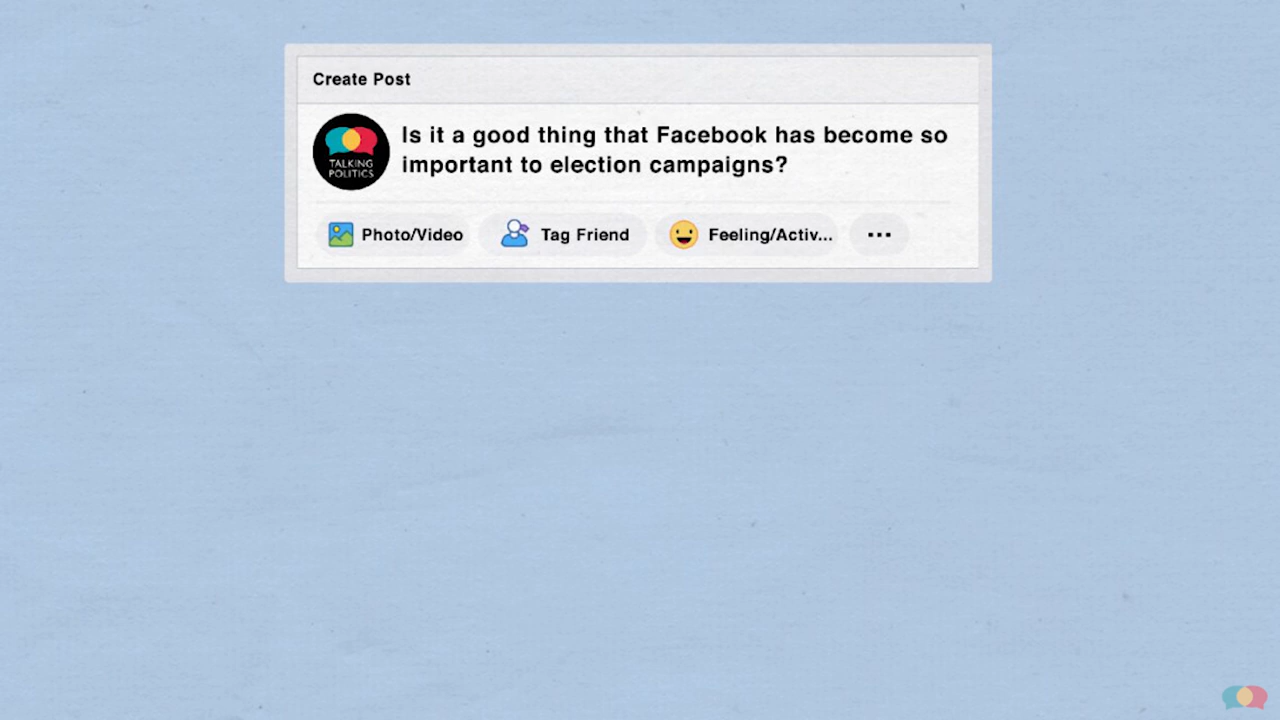 Create Post
TALKING
POLITICS
Is it a good thing that Facebook has become so
important to election campaigns?
Photo/Video
Tag Friend
Feeling/Activ...